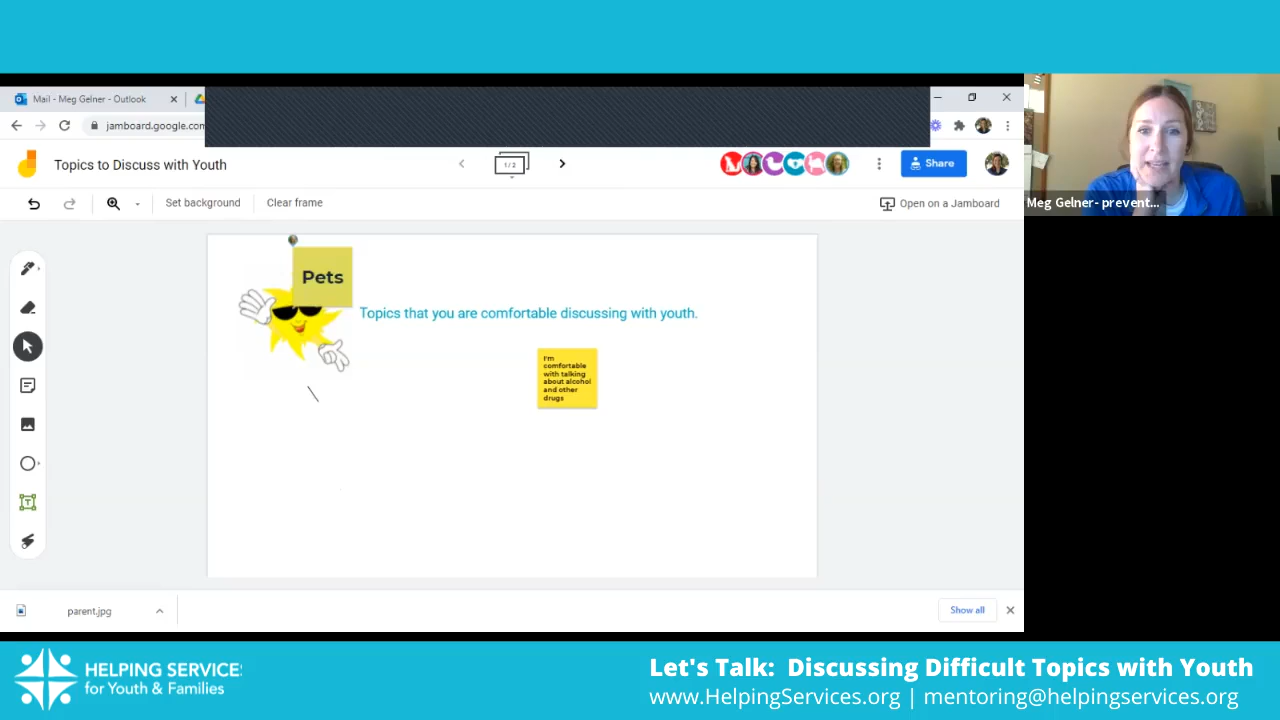 Mail - Meg Gelner - Outlook
jamboard.google.com
Topics to Discuss with Youth
1 / 2
Share
Set background
Clear frame
Open on a Jamboard
Meg Gelner- prevent...
Pets
Topics that you are comfortable discussing with youth.
I'm
comfortable
with talking
about alcohol
and other
drugs
parent.jpg
Show all
HELPING SERVICES
for Youth & Families
Let's Talk: Discussing Difficult Topics with Youth
www.HelpingServices.org | mentoring@helpingservices.org